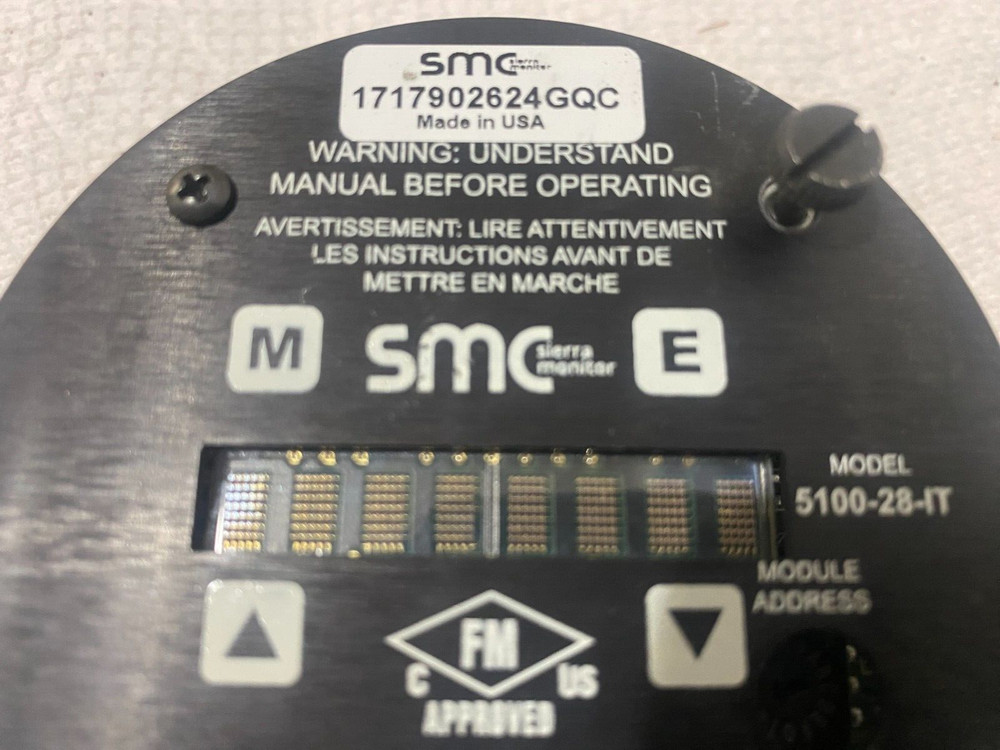 smc sierra monitor
1717902624GQC
Made in USA
WARNING: UNDERSTAND
MANUAL BEFORE OPERATING
AVERTISSEMENT: LIRE ATTENTIVEMENT
LES INSTRUCTIONS AVANT DE
METTRE EN MARCHE
M
smc sierra monitor
E
MODEL
5100-28-IT
MODULE
ADDRESS
FM
C US
APPROVED